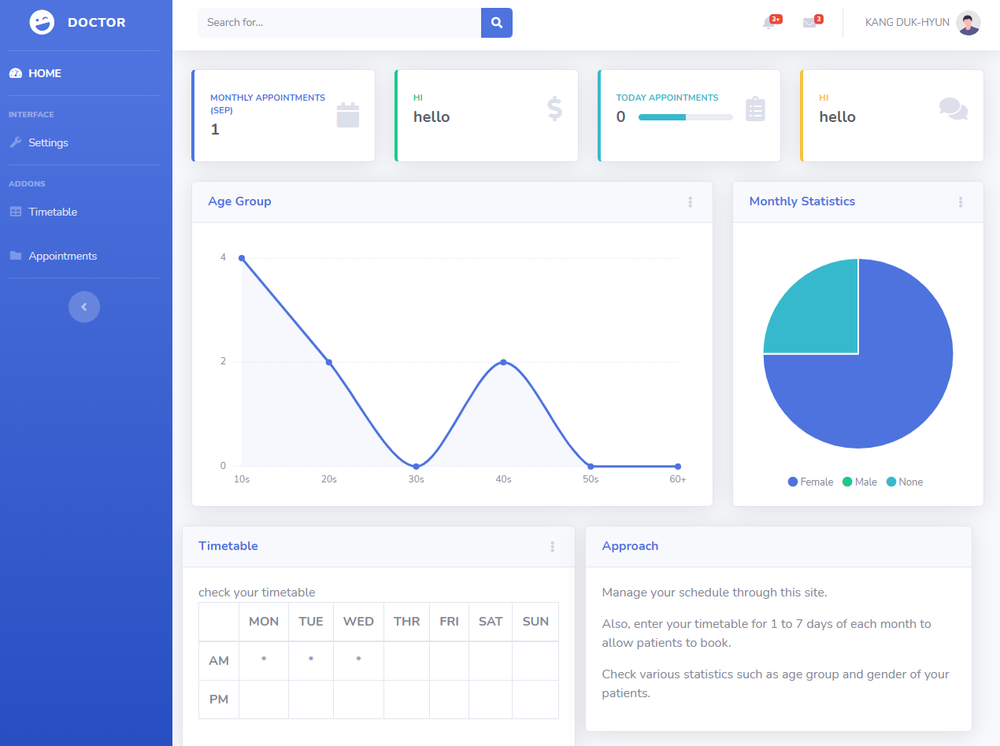 DOCTOR
Search for...
3+
3
KANG DUK-HYUN
HOME
INTERFACE
Settings
ADDONS
Timetable
Appointments
MONTHLY APPOINTMENTS
(SEP)
1
HI
hello
TODAY APPOINTMENTS
0
HI
hello
Age Group
4
2
0
10s 20s 30s 40s 50s 60+
Monthly Statistics
Female Male None
Timetable
check your timetable
MON TUE WED THR FRI SAT SUN
AM * * *
PM
Approach
Manage your schedule through this site.
Also, enter your timetable for 1 to 7 days of each month to
allow patients to book.
Check various statistics such as age group and gender of your
patients.